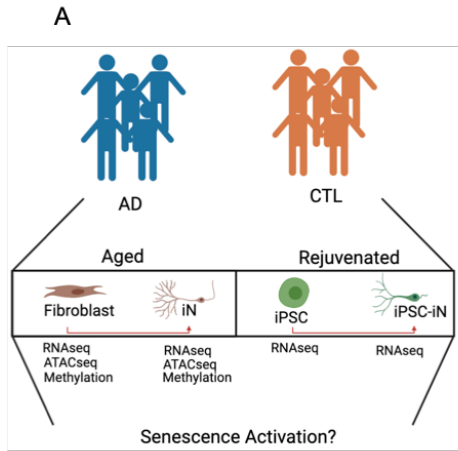 A
AD
CTL
Aged
Rejuvenated
Fibroblast
iN
iPSC
iPSC-iN
RNAseq
ATACseq
Methylation
RNAseq
ATACseq
Methylation
RNAseq
RNAseq
Senescence Activation?